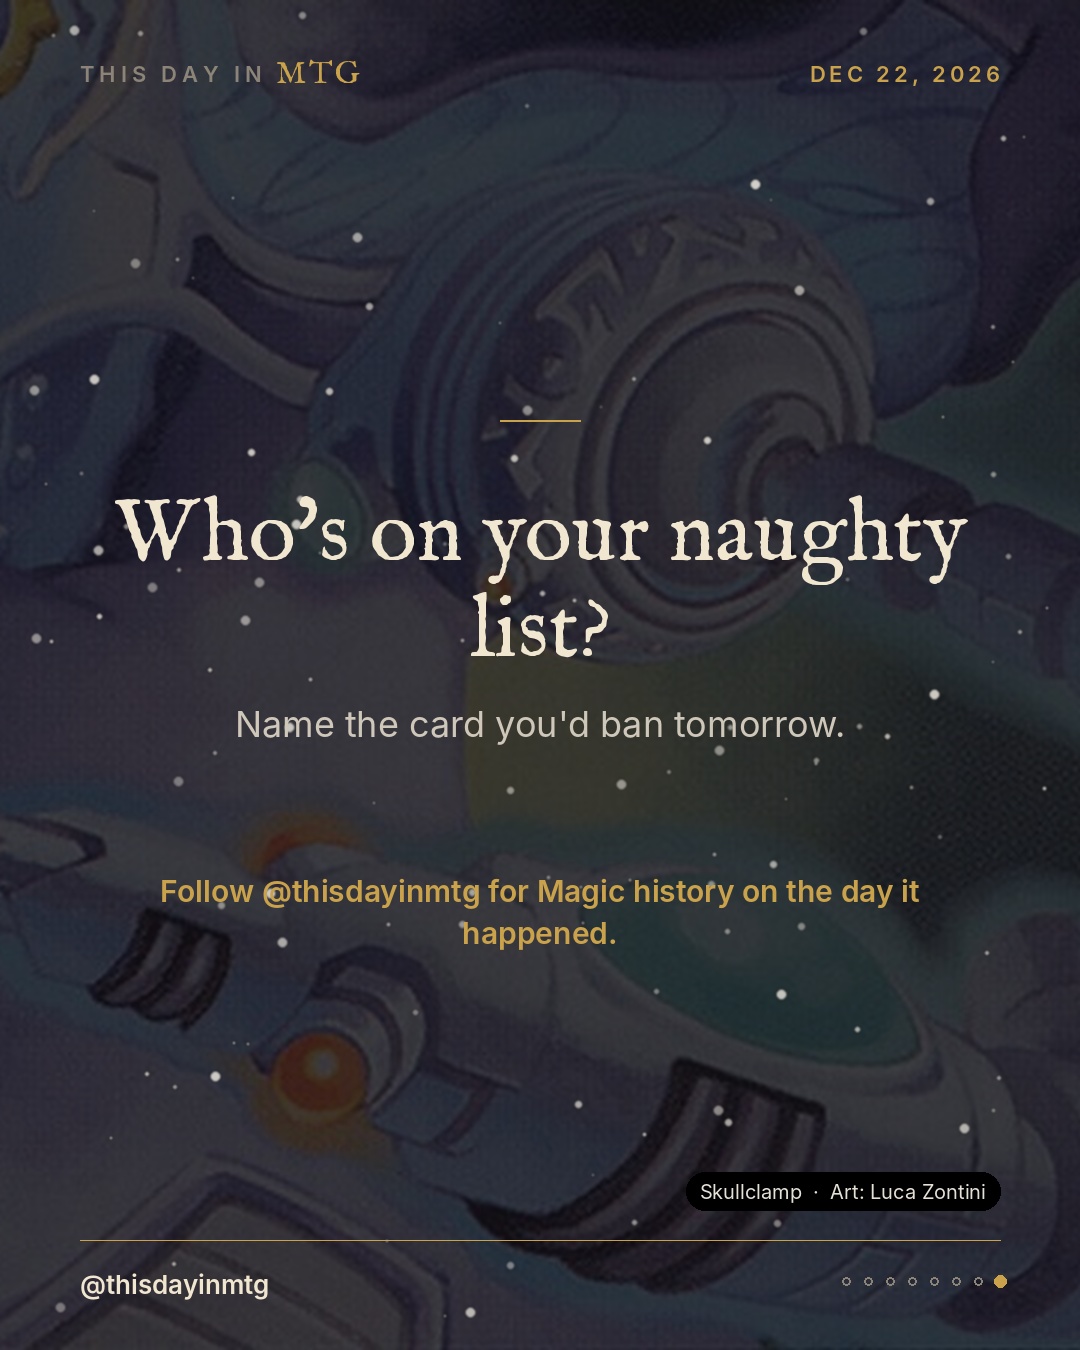 THIS DAY IN MTG
DEC 22, 2026
Who’s on your naughty
list?
Name the card you'd ban tomorrow.
Follow @thisdayinmtg for Magic history on the day it
happened.
Skullclamp · Art: Luca Zontini
@thisdayinmtg